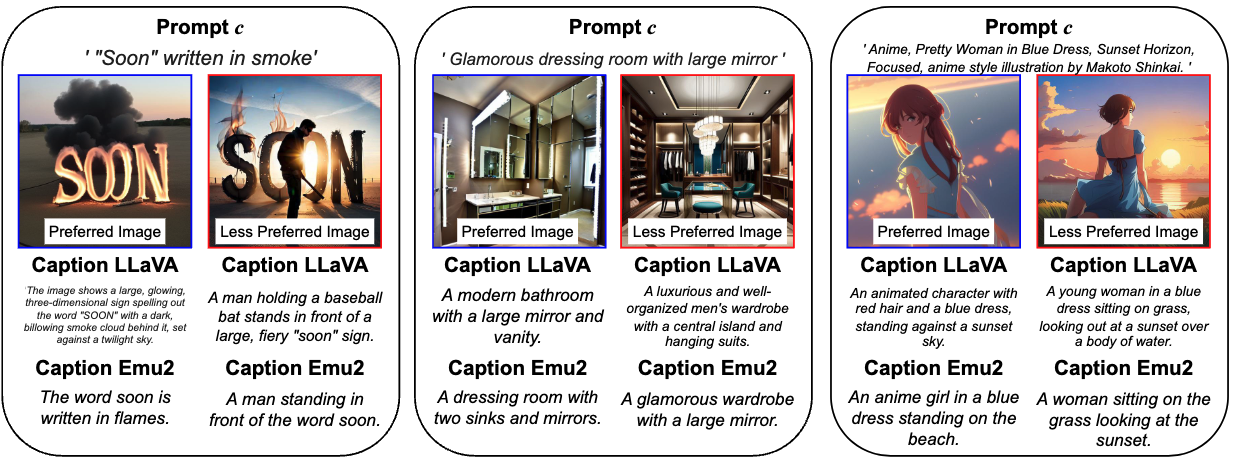 Prompt c
' "Soon" written in smoke'
SOON
Preferred Image
SOON
Less Preferred Image
Caption LLaVA
'The image shows a large, glowing,
three-dimensional sign spelling out
the word "SOON" with a dark,
billowing smoke cloud behind it, set
against a twilight sky.
Caption LLaVA
A man holding a baseball
bat stands in front of a
large, fiery "soon" sign.
Caption Emu2
The word soon is
written in flames.
Caption Emu2
A man standing in
front of the word soon.
Prompt c
' Glamorous dressing room with large mirror '
Preferred Image
Less Preferred Image
Caption LLaVA
A modern bathroom
with a large mirror and
vanity.
Caption LLaVA
A luxurious and well-
organized men's wardrobe
with a central island and
hanging suits.
Caption Emu2
A dressing room with
two sinks and mirrors.
Caption Emu2
A glamorous wardrobe
with a large mirror.
Prompt c
' Anime, Pretty Woman in Blue Dress, Sunset Horizon,
Focused, anime style illustration by Makoto Shinkai. '
Preferred Image
Less Preferred Image
Caption LLaVA
An animated character with
red hair and a blue dress,
standing against a sunset
sky.
Caption LLaVA
A young woman in a blue
dress sitting on grass,
looking out at a sunset over
a body of water.
Caption Emu2
An anime girl in a blue
dress standing on the
beach.
Caption Emu2
A woman sitting on the
grass looking at the
sunset.